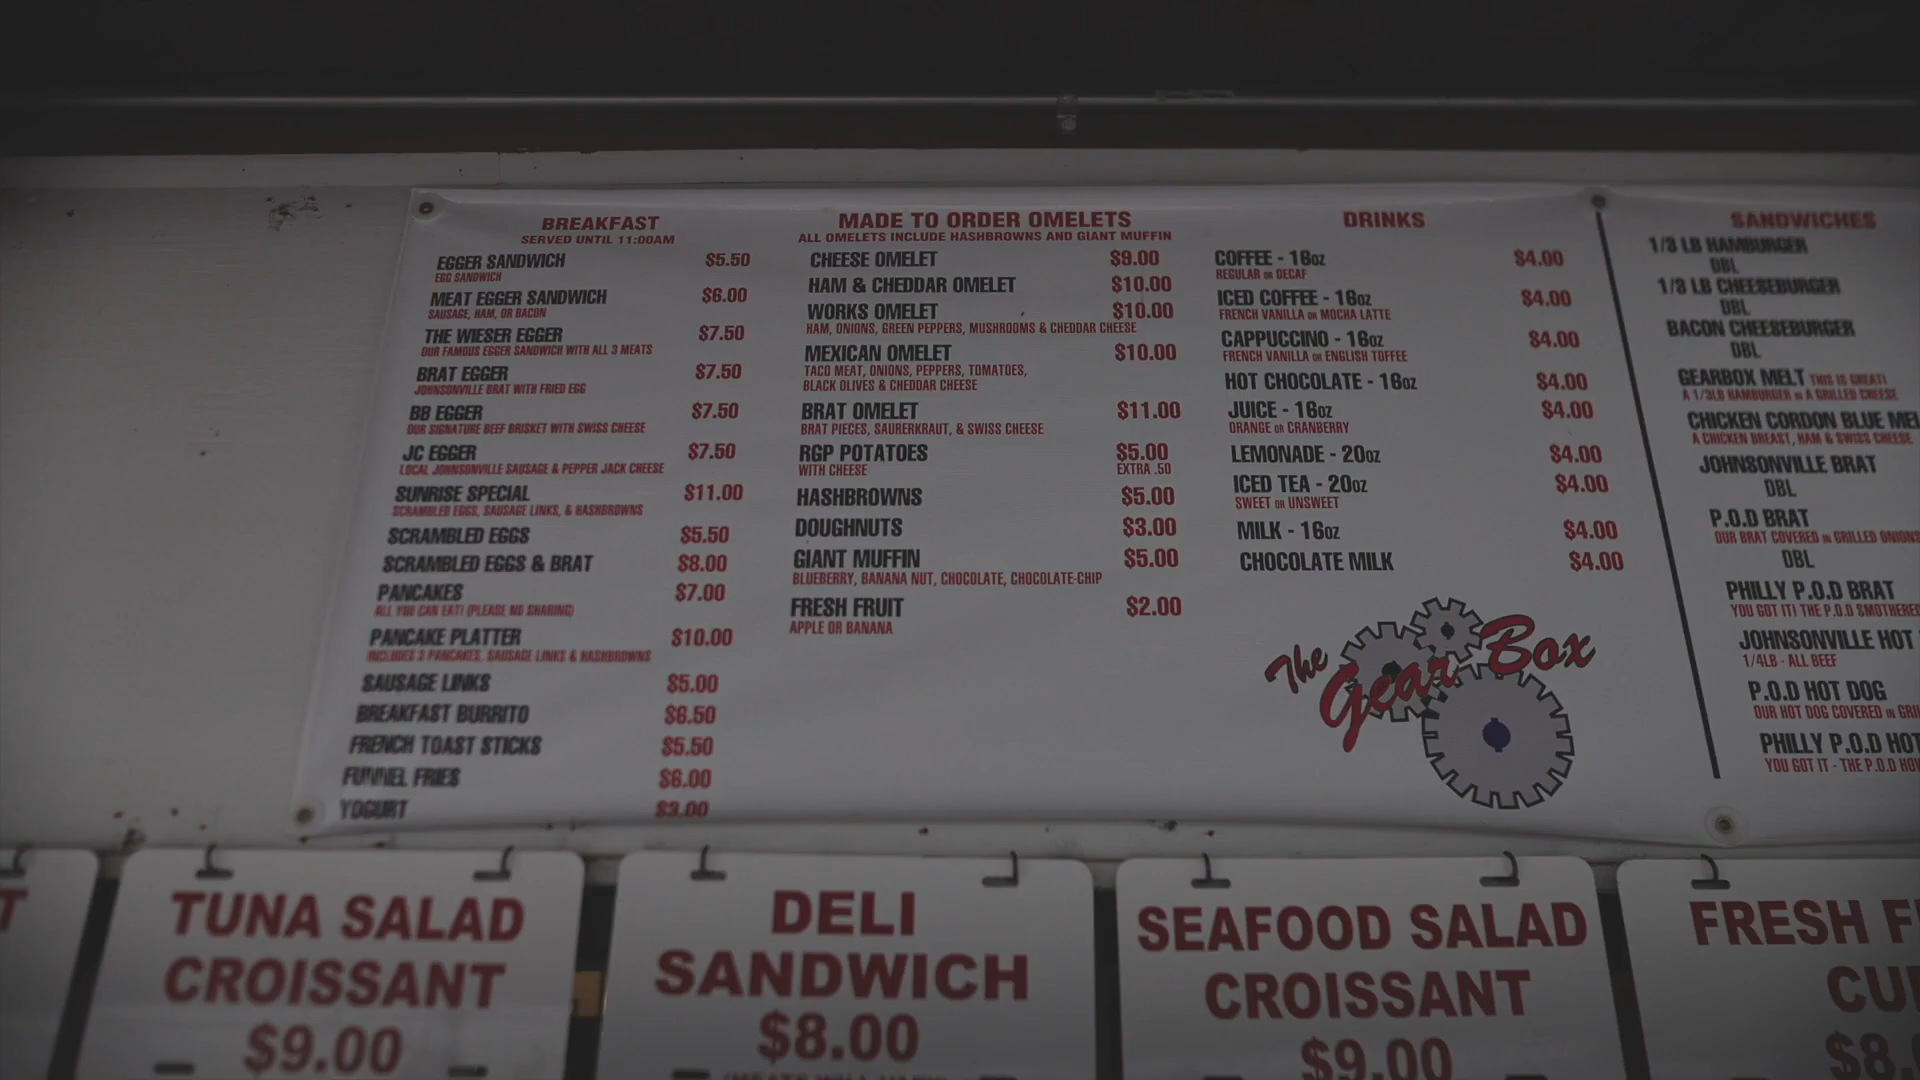 BREAKFAST
SERVED UNTIL 11:00AM
EGGER SANDWICH $5.50
EGG SANDWICH
MEAT EGGER SANDWICH $6.00
SAUSAGE, HAM, OR BACON
THE WIESER EGGER $7.50
OUR FAMOUS EGGER SANDWICH WITH ALL 3 MEATS
BRAT EGGER $7.50
JOHNSONVILLE BRAT WITH FRIED EGG
BB EGGER $7.50
OUR SIGNATURE BEEF BRISKET WITH SWISS CHEESE
JC EGGER $7.50
LOCAL JOHNSONVILLE SAUSAGE & PEPPER JACK CHEESE
SUNRISE SPECIAL $11.00
SCRAMBLED EGGS, SAUSAGE LINKS, & HASHBROWNS
SCRAMBLED EGGS $5.50
SCRAMBLED EGGS & BRAT $8.00
PANCAKES $7.00
ALL YOU CAN EAT! (PLEASE NO SHARING)
PANCAKE PLATTER $10.00
INCLUDES 3 PANCAKES, SAUSAGE LINKS & HASHBROWNS
SAUSAGE LINKS $5.00
BREAKFAST BURRITO $6.50
FRENCH TOAST STICKS $5.50
FUNNEL FRIES $6.00
YOGURT $3.00
MADE TO ORDER OMELETS
ALL OMELETS INCLUDE HASHBROWNS AND GIANT MUFFIN
CHEESE OMELET $9.00
HAM & CHEDDAR OMELET $10.00
WORKS OMELET $10.00
HAM, ONIONS, GREEN PEPPERS, MUSHROOMS & CHEDDAR CHEESE
MEXICAN OMELET $10.00
TACO MEAT, ONIONS, PEPPERS, TOMATOES,
BLACK OLIVES & CHEDDAR CHEESE
BRAT OMELET $11.00
BRAT PIECES, SAURERKRAUT, & SWISS CHEESE
RGP POTATOES $5.00
WITH CHEESE EXTRA .50
HASHBROWNS $5.00
DOUGHNUTS $3.00
GIANT MUFFIN $5.00
BLUEBERRY, BANANA NUT, CHOCOLATE, CHOCOLATE-CHIP
FRESH FRUIT $2.00
APPLE OR BANANA
DRINKS
COFFEE - 16oz $4.00
REGULAR OR DECAF
ICED COFFEE - 16oz $4.00
FRENCH VANILLA OR MOCHA LATTE
CAPPUCCINO - 16oz $4.00
FRENCH VANILLA OR ENGLISH TOFFEE
HOT CHOCOLATE - 16oz $4.00
JUICE - 16oz $4.00
ORANGE OR CRANBERRY
LEMONADE - 20oz $4.00
ICED TEA - 20oz $4.00
SWEET OR UNSWEET
MILK - 16oz $4.00
CHOCOLATE MILK $4.00
The Gear Box
SANDWICHES
1/3 LB HAMBURGER
DBL
1/3 LB CHEESEBURGER
DBL
BACON CHEESEBURGER
DBL
GEARBOX MELT THIS IS GREAT!
A 1/3LB HAMBURGER IN A GRILLED CHEESE
CHICKEN CORDON BLUE MEL
A CHICKEN BREAST, HAM & SWISS CHEESE
JOHNSONVILLE BRAT
DBL
P.O.D BRAT
OUR BRAT COVERED IN GRILLED ONIONS
DBL
PHILLY P.O.D BRAT
YOU GOT IT! THE P.O.D SMOTHERED
JOHNSONVILLE HOT
1/4LB - ALL BEEF
P.O.D HOT DOG
OUR HOT DOG COVERED IN GRI
PHILLY P.O.D HOT
YOU GOT IT - THE P.O.D HO
T
TUNA SALAD
CROISSANT
$9.00
DELI
SANDWICH
$8.00
SEAFOOD SALAD
CROISSANT
$9.00
FRESH F
CU
$8.